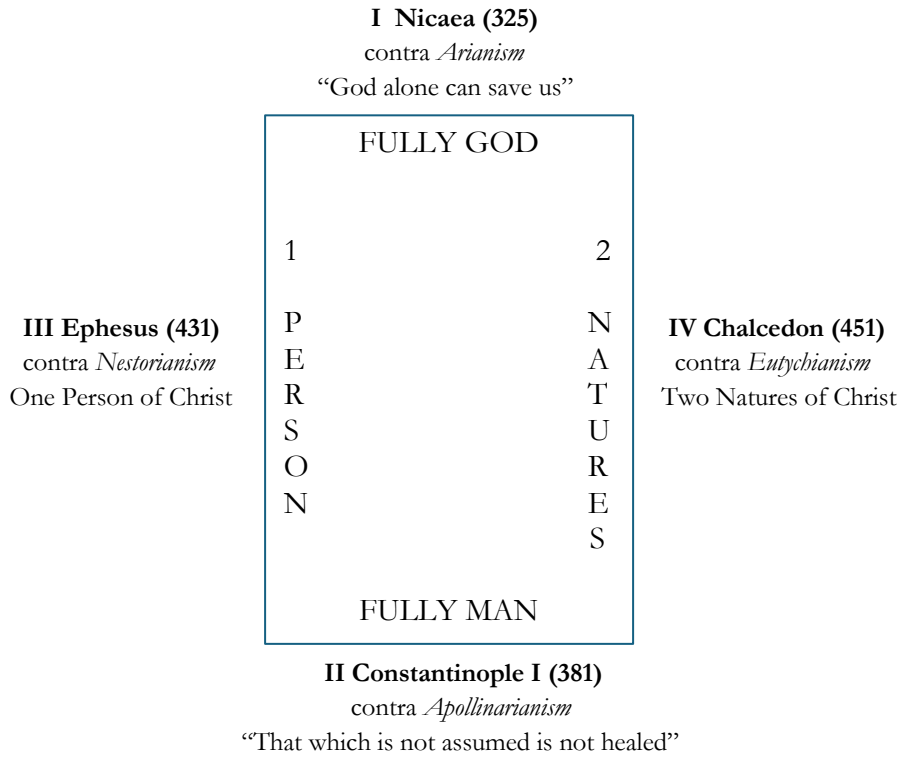 I Nicaea (325)
contra Arianism
“God alone can save us”
FULLY GOD
1 PERSON
2 NATURES
III Ephesus (431)
contra Nestorianism
One Person of Christ
IV Chalcedon (451)
contra Eutychianism
Two Natures of Christ
FULLY MAN
II Constantinople I (381)
contra Apollinarianism
“That which is not assumed is not healed”